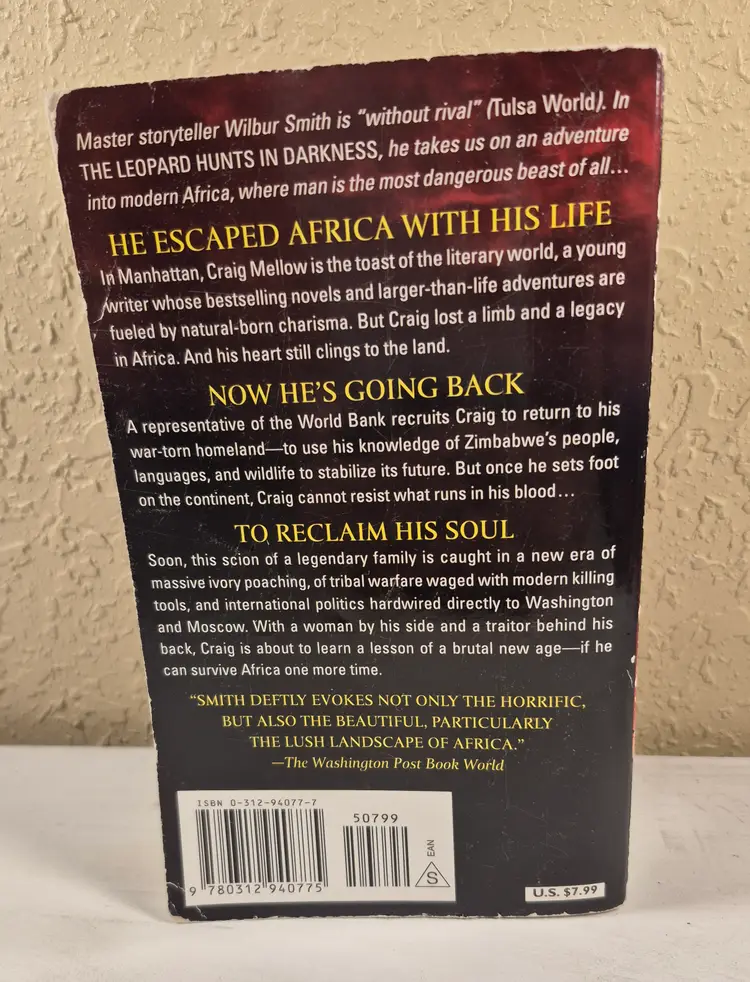 Master storyteller Wilbur Smith is "without rival" (Tulsa World). In
THE LEOPARD HUNTS IN DARKNESS, he takes us on an adventure
into modern Africa, where man is the most dangerous beast of all...
HE ESCAPED AFRICA WITH HIS LIFE
In Manhattan, Craig Mellow is the toast of the literary world, a young
writer whose bestselling novels and larger-than-life adventures are
fueled by natural-born charisma. But Craig lost a limb and a legacy
in Africa. And his heart still clings to the land.
NOW HE'S GOING BACK
A representative of the World Bank recruits Craig to return to his
war-torn homeland—to use his knowledge of Zimbabwe's people,
languages, and wildlife to stabilize its future. But once he sets foot
on the continent, Craig cannot resist what runs in his blood...
TO RECLAIM HIS SOUL
Soon, this scion of a legendary family is caught in a new era of
massive ivory poaching, of tribal warfare waged with modern killing
tools, and international politics hardwired directly to Washington
and Moscow. With a woman by his side and a traitor behind his
back, Craig is about to learn a lesson of a brutal new age—if he
can survive Africa one more time.
"SMITH DEFTLY EVOKES NOT ONLY THE HORRIFIC,
BUT ALSO THE BEAUTIFUL, PARTICULARLY
THE LUSH LANDSCAPE OF AFRICA."
—The Washington Post Book World
ISBN 0-312-94077-7
50799
9 780312 940775
EAN
S
U.S. $7.99